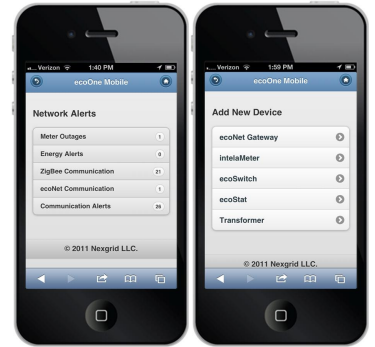 Verizon 1:40 PM
ecoOne Mobile
Network Alerts
Meter Outages 1
Energy Alerts 0
ZigBee Communication 21
ecoNet Communication 1
Communication Alerts 26
© 2011 Nexgrid LLC.
Verizon 1:59 PM
ecoOne Mobile
Add New Device
ecoNet Gateway
intelaMeter
ecoSwitch
ecoStat
Transformer
© 2011 Nexgrid LLC.